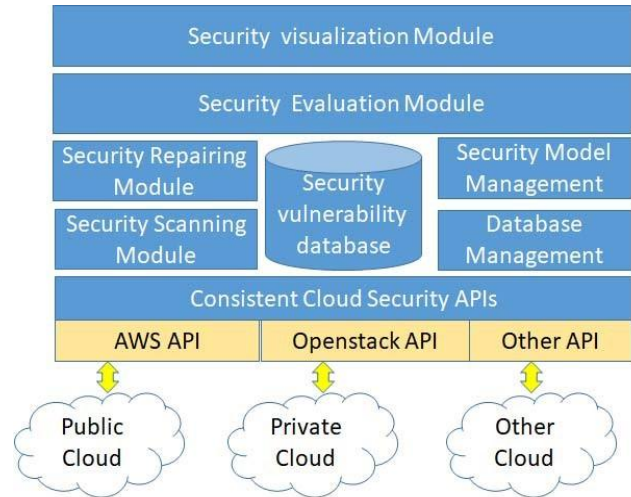 Security visualization Module
Security Evaluation Module
Security Repairing
Module
Security
vulnerability
database
Security Model
Management
Security Scanning
Module
Database
Management
Consistent Cloud Security APIs
AWS API
Openstack API
Other API
Public
Cloud
Private
Cloud
Other
Cloud